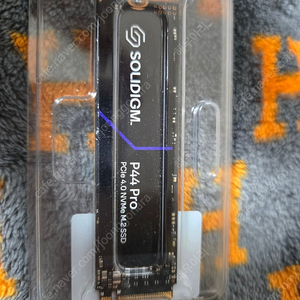 SOLIDIGM.
P44 Pro
PCIe 4.0 NVMe M.2 SSD